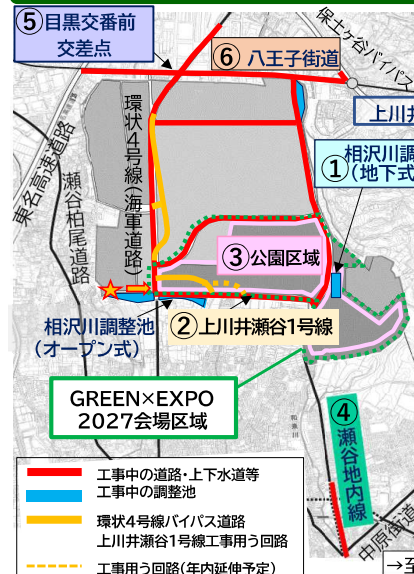 ⑤目黒交番前
交差点
⑥ 八王子街道
保土ヶ谷バイパス
上川井
東名高速道路
瀬谷柏尾道路
環状4号線(海軍道路)
①相沢川調
(地下式
③公園区域
相沢川調整池
(オープン式)
②上川井瀬谷1号線
GREEN×EXPO
2027会場区域
④瀬谷地内線
中原街道
工事中の道路・上下水道等
工事中の調整池
環状4号線バイパス道路
上川井瀬谷1号線工事用う回路
工事用う回路(年内延伸予定)
→至